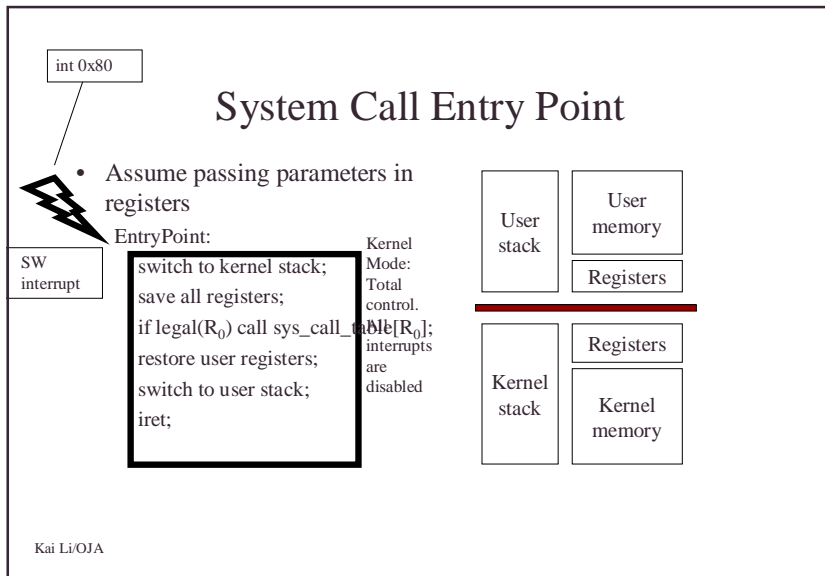 int 0x80
System Call Entry Point
• Assume passing parameters in
registers
EntryPoint:
SW
interrupt
switch to kernel stack;
save all registers;
if legal(R₀) call sys_call_table[R₀];
restore user registers;
switch to user stack;
iret;
Kernel
Mode:
Total
control.
All
interrupts
are
disabled
User
stack
User
memory
Registers
Kernel
stack
Registers
Kernel
memory
Kai Li/OJA